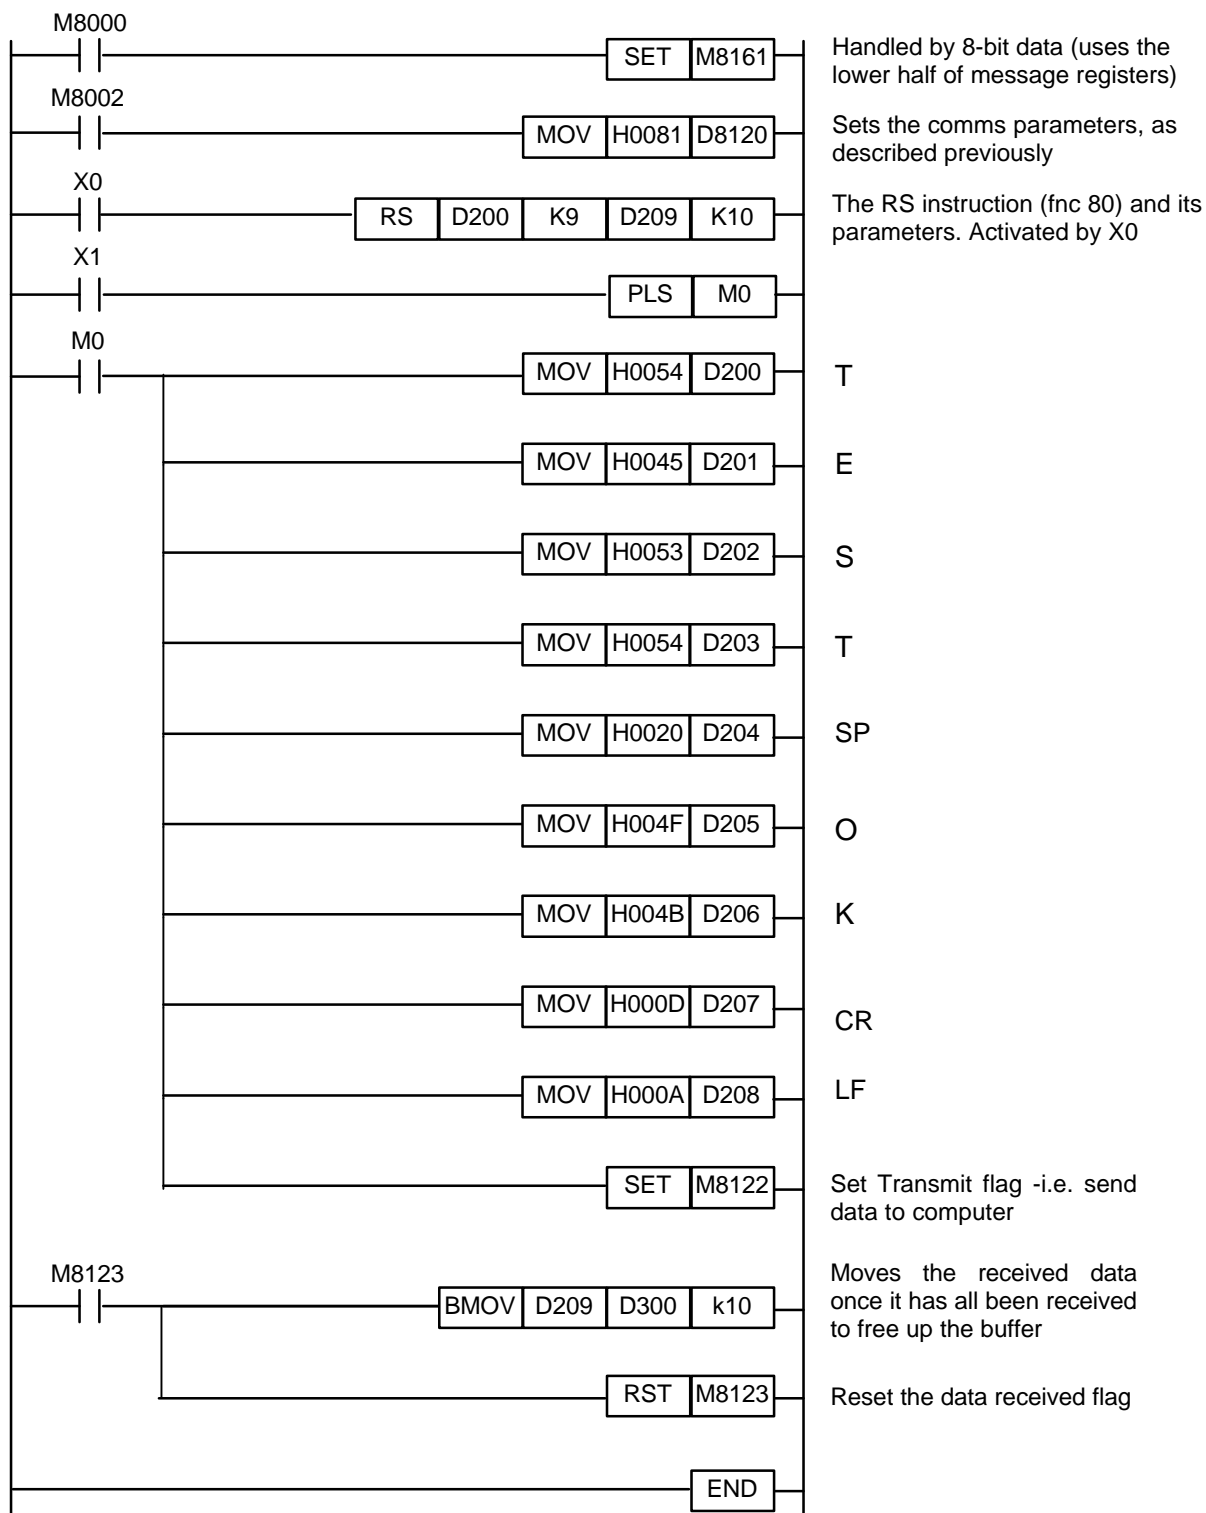 M8000
SET M8161
Handled by 8-bit data (uses the
lower half of message registers)
M8002
MOV H0081 D8120
Sets the comms parameters, as
described previously
X0
RS D200 K9 D209 K10
The RS instruction (fnc 80) and its
parameters. Activated by X0
X1
PLS M0
M0
MOV H0054 D200
T
MOV H0045 D201
E
MOV H0053 D202
S
MOV H0054 D203
T
MOV H0020 D204
SP
MOV H004F D205
O
MOV H004B D206
K
MOV H000D D207
CR
MOV H000A D208
LF
SET M8122
Set Transmit flag -i.e. send
data to computer
M8123
BMOV D209 D300 k10
Moves the received data
once it has all been received
to free up the buffer
RST M8123
Reset the data received flag
END